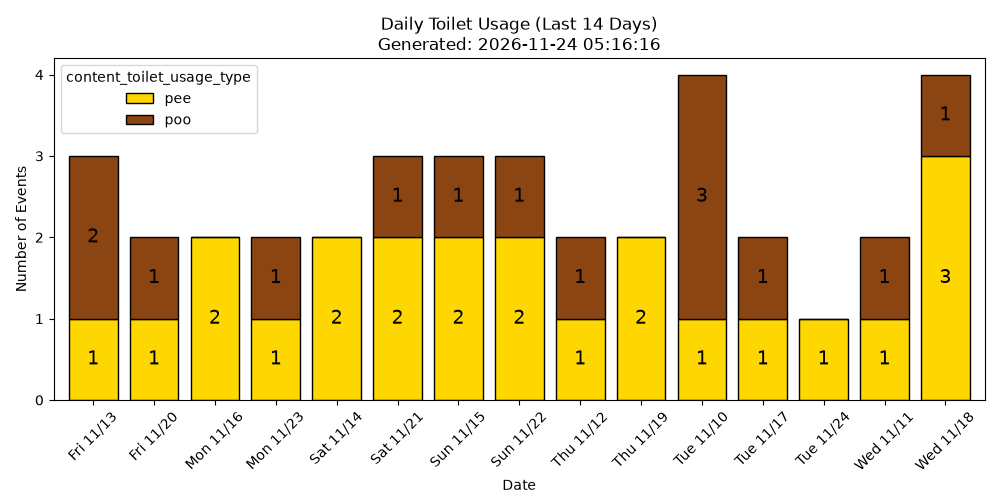 Daily Toilet Usage (Last 14 Days)
Generated: 2026-11-24 05:16:16
content_toilet_usage_type
pee
poo
Number of Events
4
3
2
1
0
2
1
1
1
2
1
1
2
1
2
1
2
1
2
1
1
2
3
1
1
1
1
1
1
1
3
Fri 11/13
Fri 11/20
Mon 11/16
Mon 11/23
Sat 11/14
Sat 11/21
Sun 11/15
Sun 11/22
Thu 11/12
Thu 11/19
Tue 11/10
Tue 11/17
Tue 11/24
Wed 11/11
Wed 11/18
Date